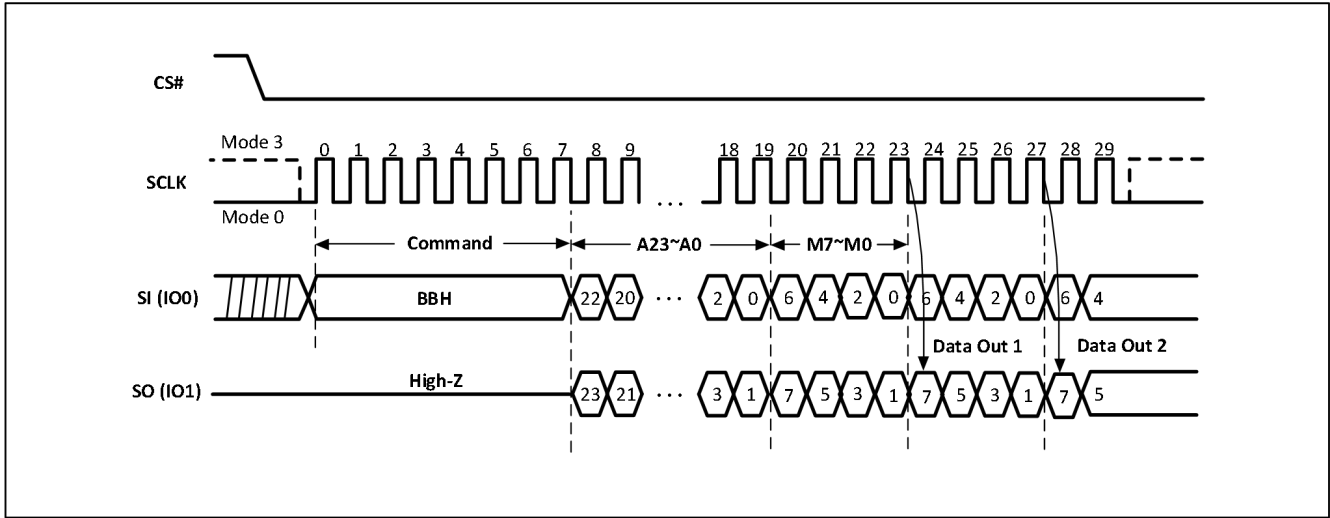 CS#
Mode 3
0 1 2 3 4 5 6 7 8 9 18 19 20 21 22 23 24 25 26 27 28 29
SCLK
...
Mode 0
Command A23~A0 M7~M0
SI (IO0) BBH 22 20 ... 2 0 6 4 2 0 6 4 2 0 6 4
Data Out 1 Data Out 2
High-Z
SO (IO1) 23 21 ... 3 1 7 5 3 1 7 5 3 1 7 5